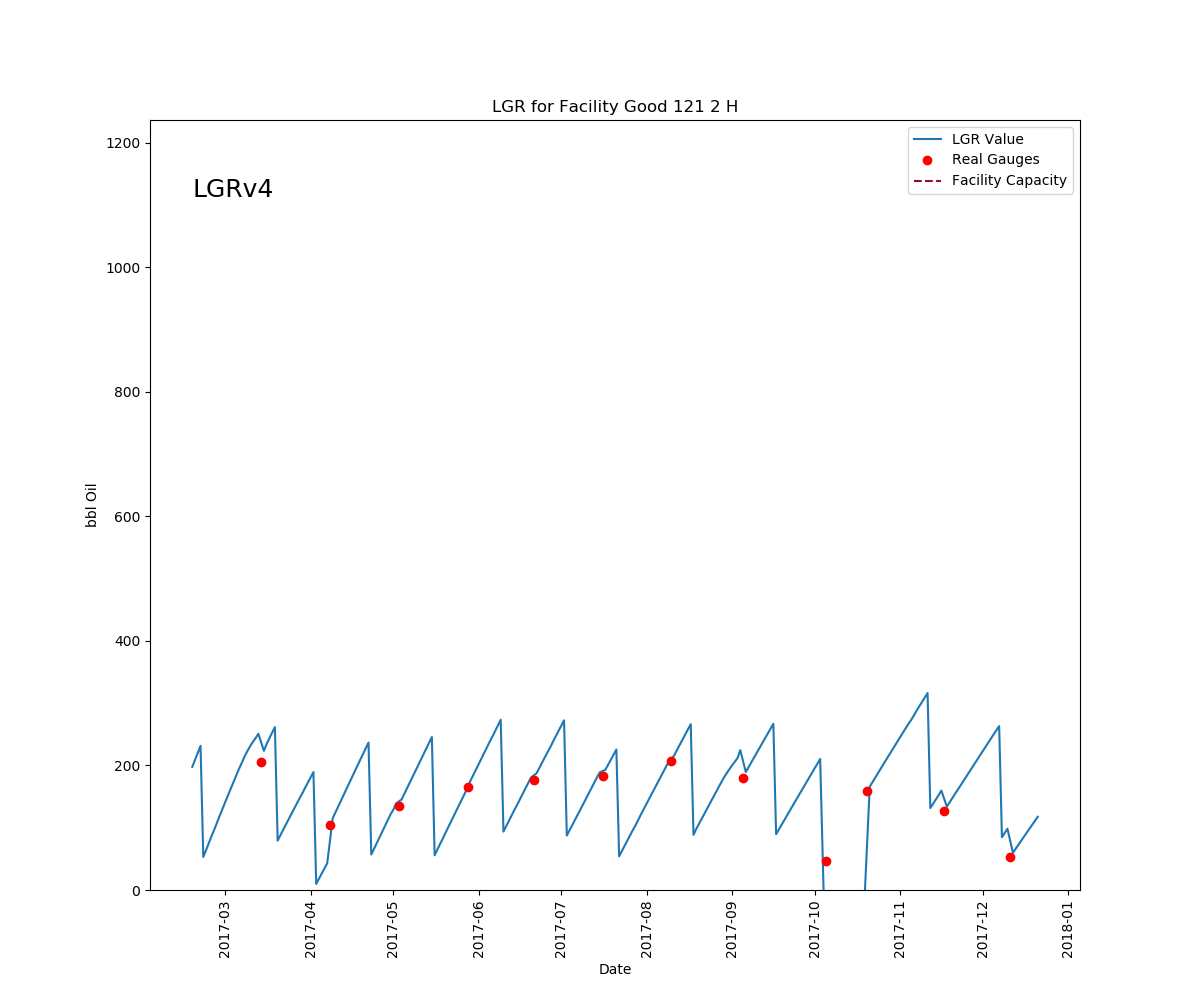 LGR for Facility Good 121 2 H
LGRv4
LGR Value
Real Gauges
Facility Capacity
bbl Oil
1200
1000
800
600
400
200
0
2017-03
2017-04
2017-05
2017-06
2017-07
2017-08
2017-09
2017-10
2017-11
2017-12
2018-01
Date